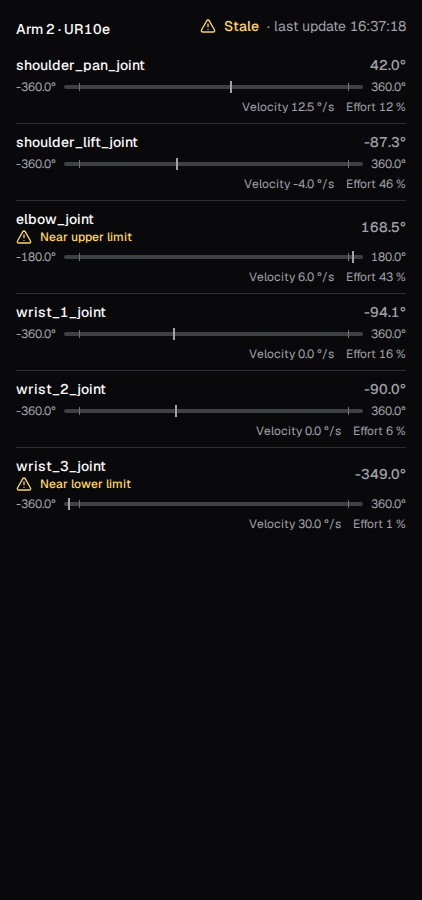 Arm 2 · UR10e
Stale · last update 16:37:18
shoulder_pan_joint 42.0°
-360.0° 360.0°
Velocity 12.5 °/s Effort 12 %
shoulder_lift_joint -87.3°
-360.0° 360.0°
Velocity -4.0 °/s Effort 46 %
elbow_joint 168.5°
Near upper limit
-180.0° 180.0°
Velocity 6.0 °/s Effort 43 %
wrist_1_joint -94.1°
-360.0° 360.0°
Velocity 0.0 °/s Effort 16 %
wrist_2_joint -90.0°
-360.0° 360.0°
Velocity 0.0 °/s Effort 6 %
wrist_3_joint -349.0°
Near lower limit
-360.0° 360.0°
Velocity 30.0 °/s Effort 1 %